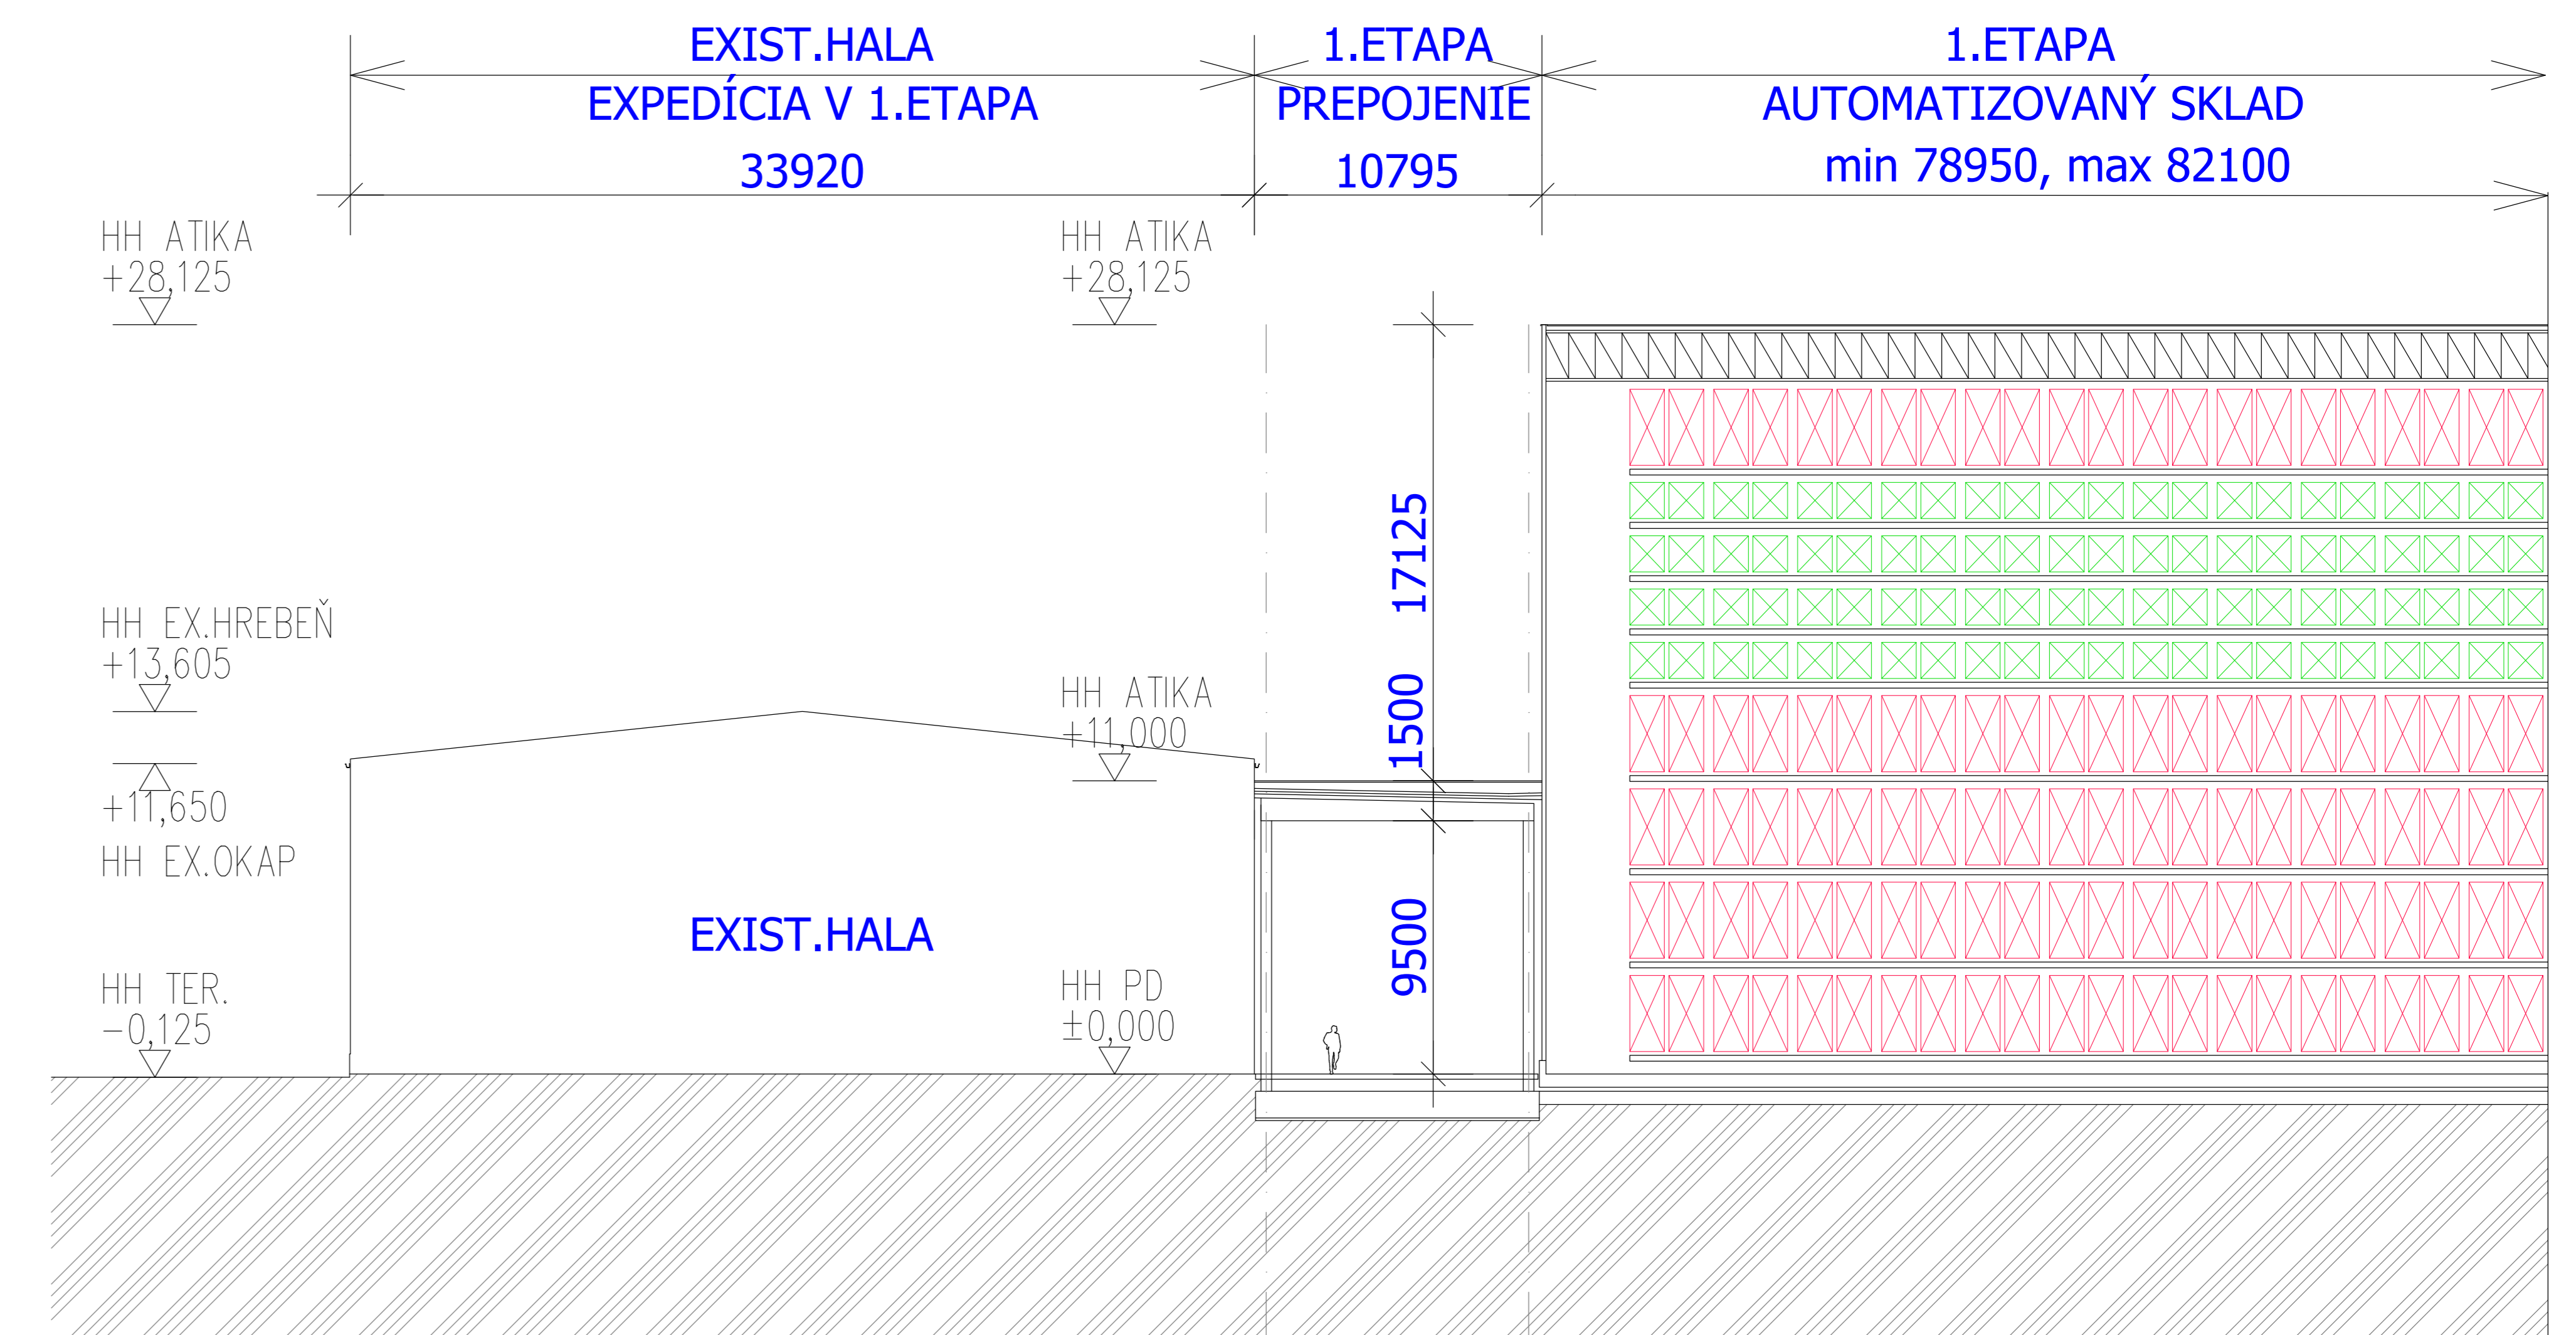 EXIST.HALA
EXPEDÍCIA V 1.ETAPA
33920
1.ETAPA
PREPOJENIE
10795
1.ETAPA
AUTOMATIZOVANÝ SKLAD
min 78950, max 82100
HH ATIKA
+28,125
HH ATIKA
+28,125
17125
HH EX.HREBEŇ
+13,605
HH ATIKA
+11,000
1500
+11,650
HH EX.OKAP
EXIST.HALA
9500
HH TER.
-0,125
HH PD
±0,000